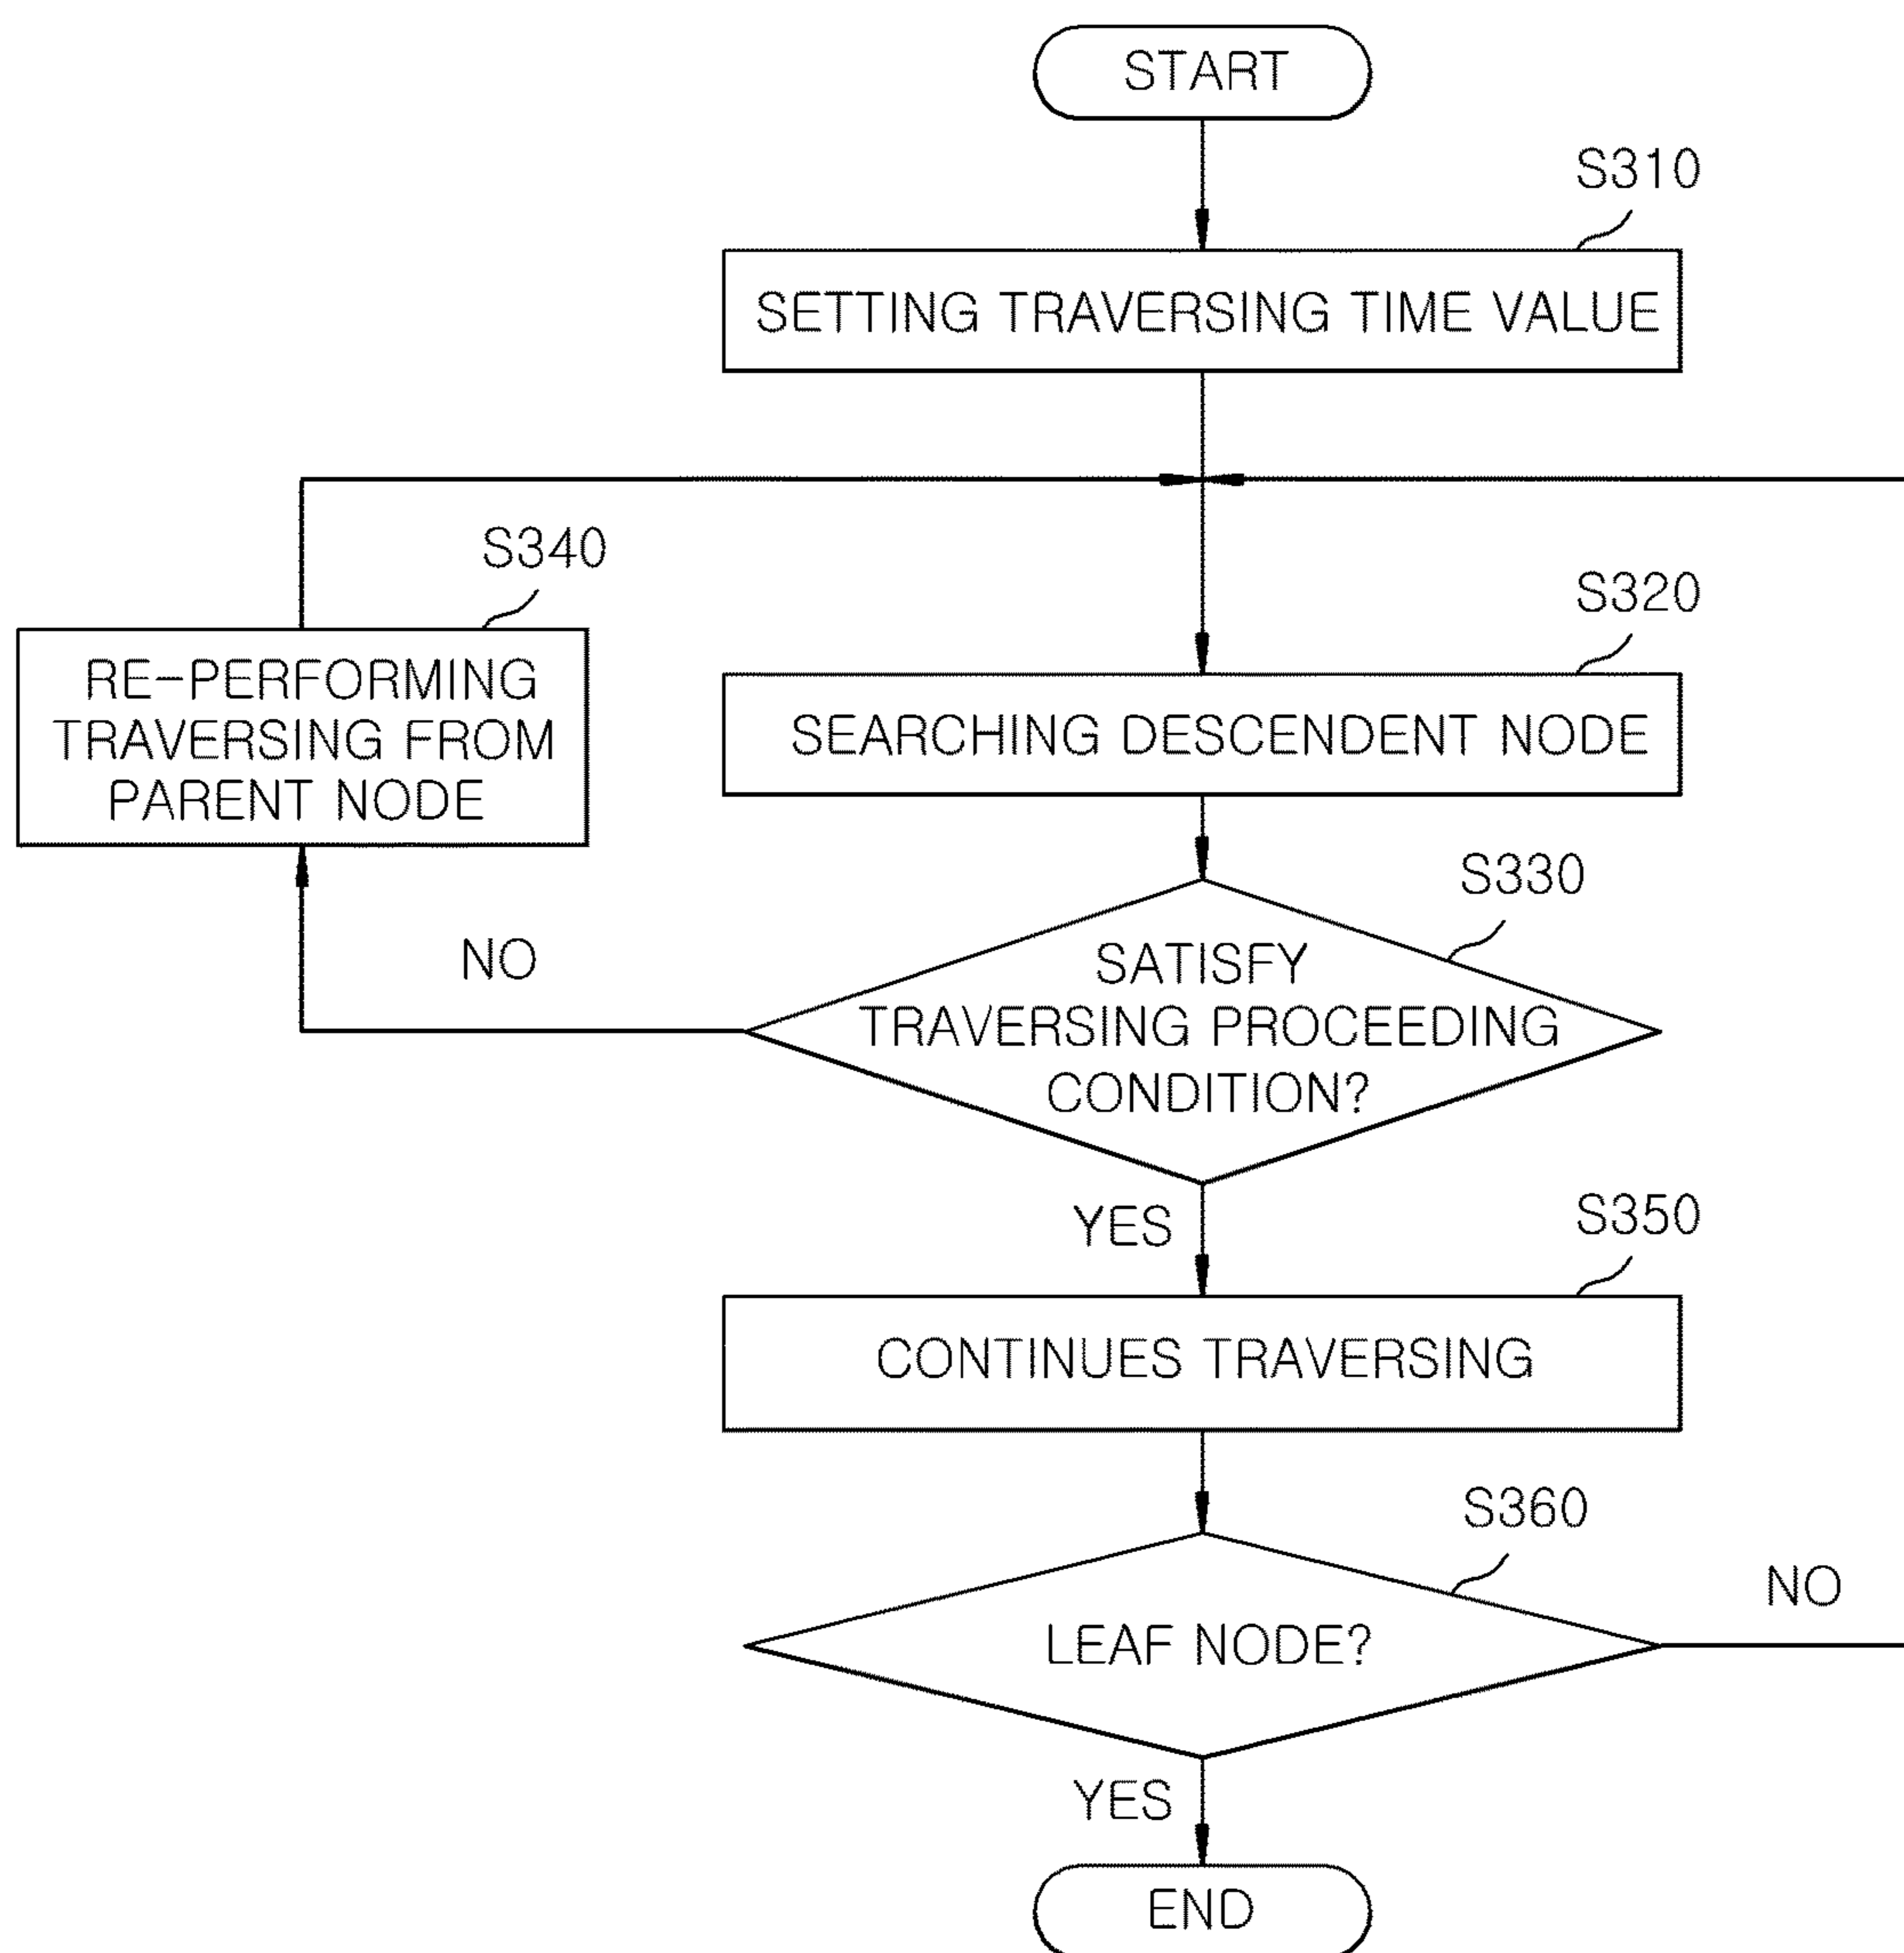 START
S310
SETTING TRAVERSING TIME VALUE
S340
RE-PERFORMING
TRAVERSING FROM
PARENT NODE
S320
SEARCHING DESCENDENT NODE
S330
NO
SATISFY
TRAVERSING PROCEEDING
CONDITION?
YES
S350
CONTINUES TRAVERSING
S360
NO
LEAF NODE?
YES
END